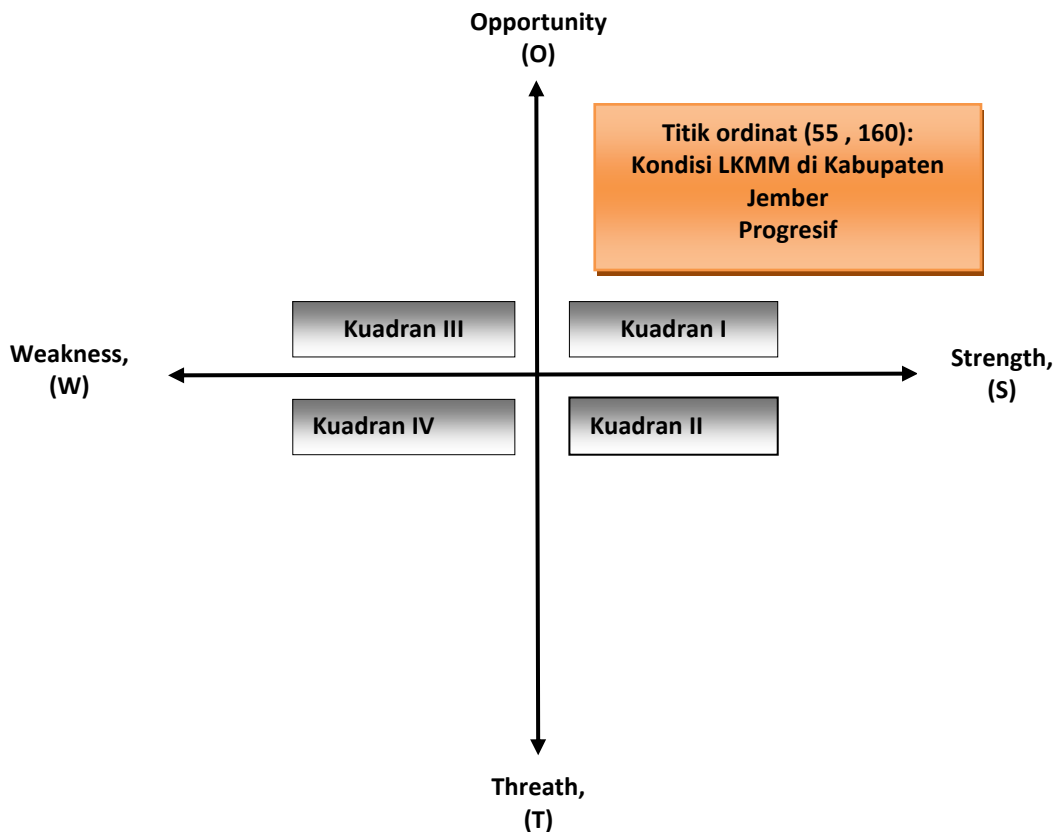 Opportunity
(O)
Titik ordinat (55 , 160):
Kondisi LKMM di Kabupaten
Jember
Progresif
Kuadran III
Kuadran I
Weakness,
(W)
Strength,
(S)
Kuadran IV
Kuadran II
Threath,
(T)